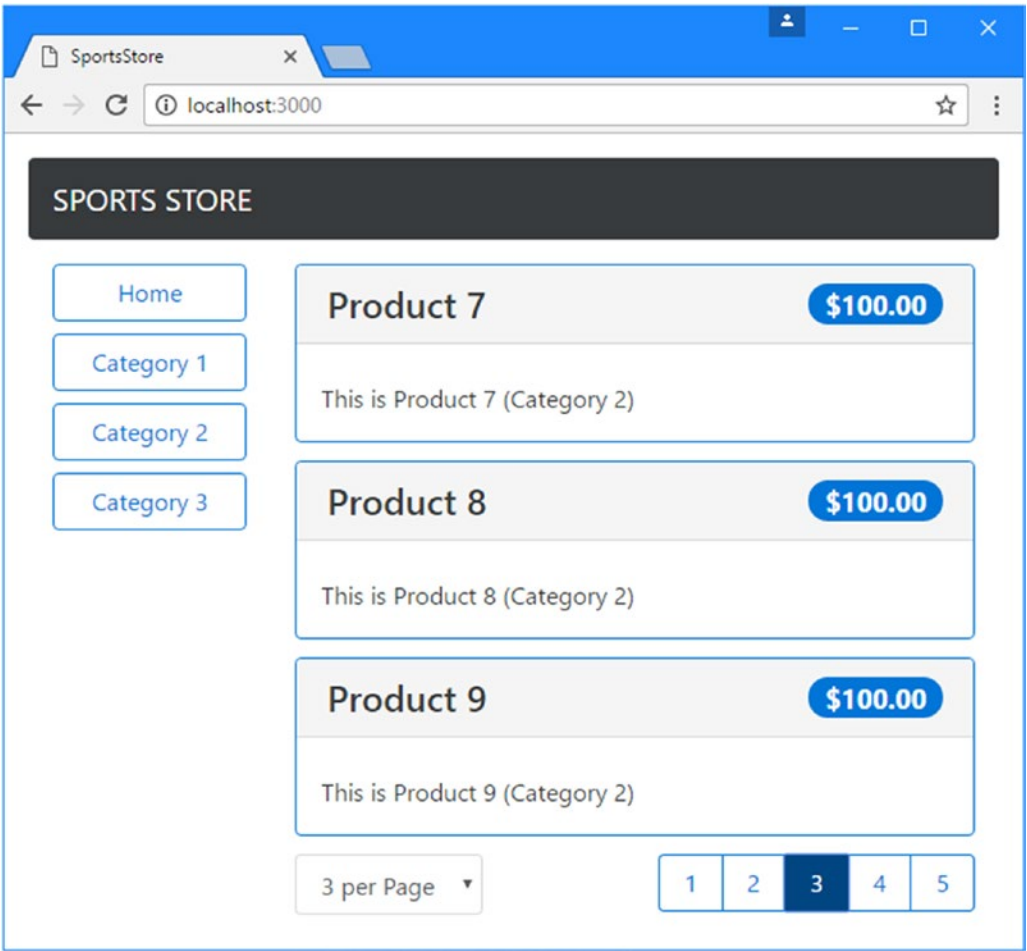 SportsStore
localhost:3000
SPORTS STORE
Home
Category 1
Category 2
Category 3
Product 7
$100.00
This is Product 7 (Category 2)
Product 8
$100.00
This is Product 8 (Category 2)
Product 9
$100.00
This is Product 9 (Category 2)
3 per Page
1 2 3 4 5